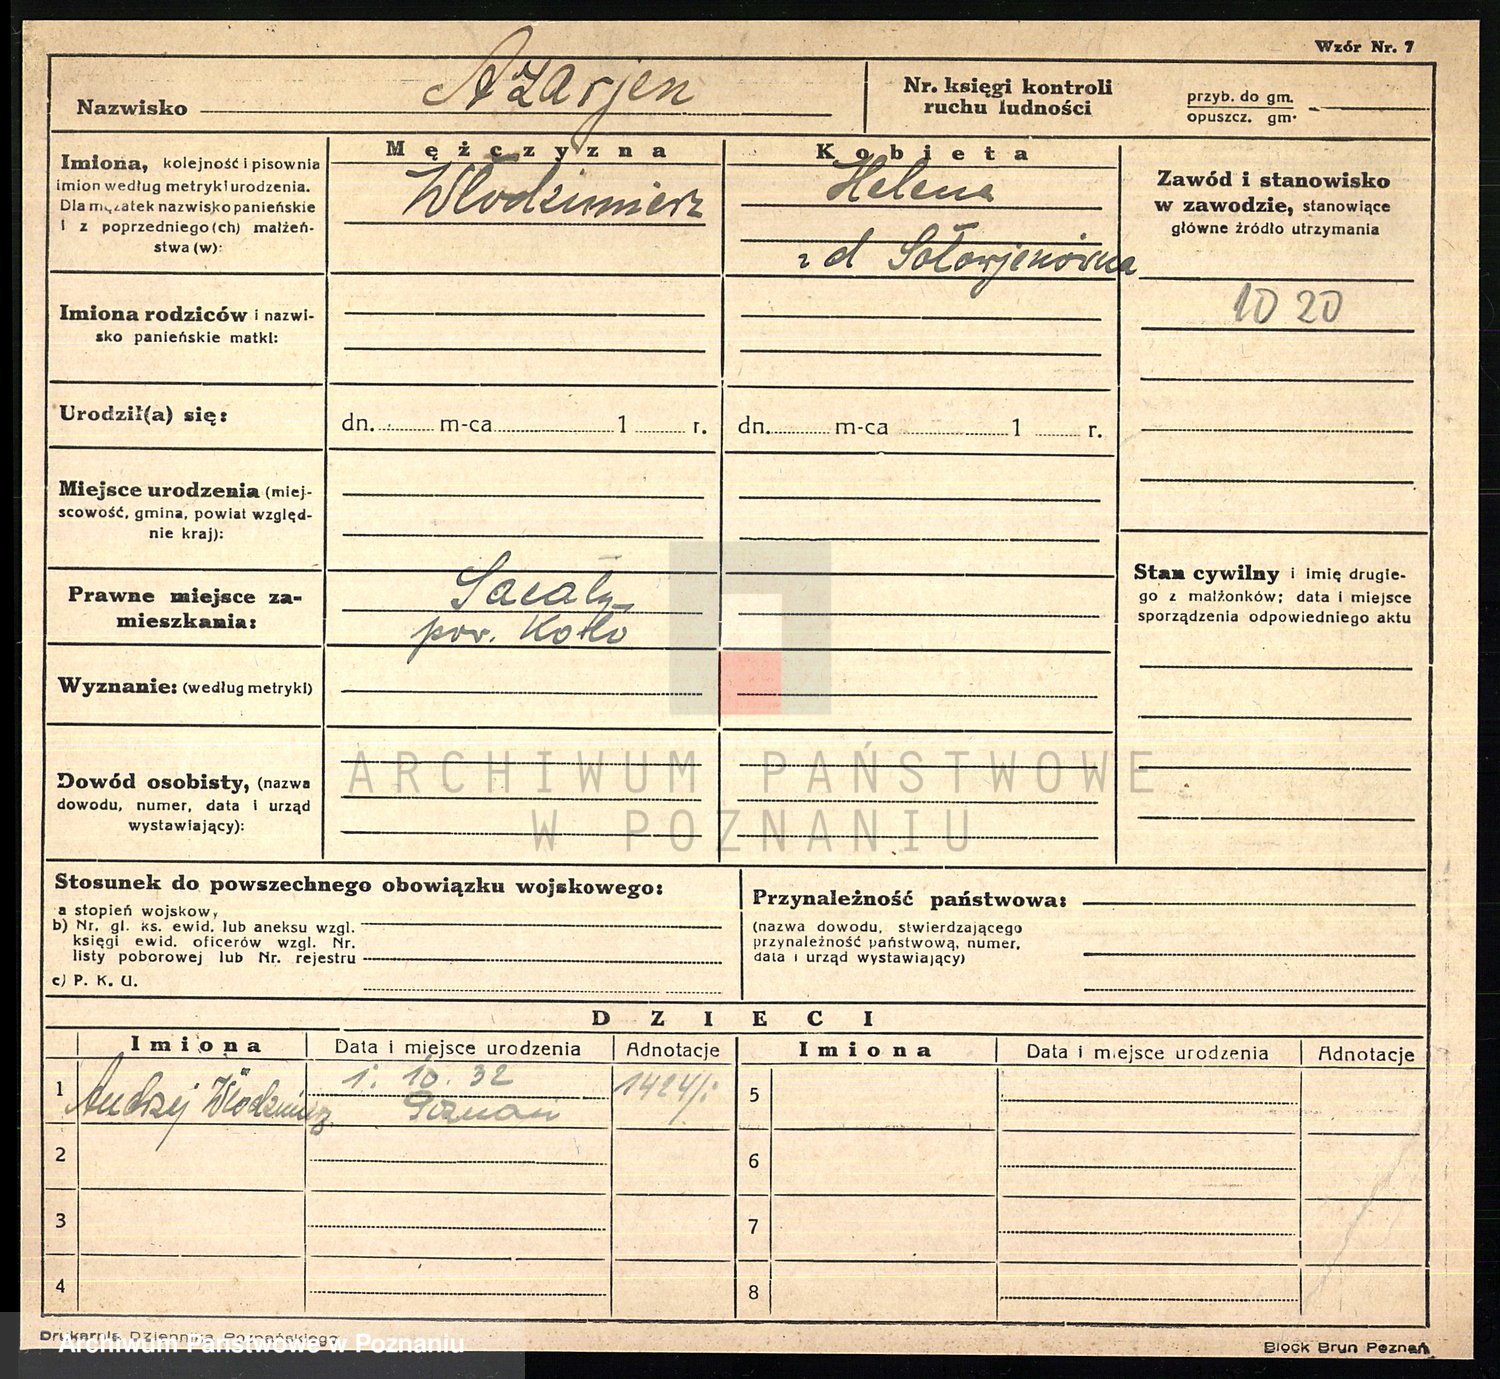 Wzór Nr. 7
Nazwisko Azarjen
Nr. księgi kontroli
ruchu ludności
przyb. do gm.
opuszcz. gm.
Imiona, kolejność i pisownia
imion według metryki urodzenia.
Dla mężatek nazwisko panieńskie
i z poprzedniego(ch) małżeń-
stwa(w):
Mężczyzna
Włodzimierz
Kobieta
Helena
z d Sołowjenówna
Zawód i stanowisko
w zawodzie, stanowiące
główne źródło utrzymania
10 20
Imiona rodziców i nazwi-
sko panieńskie matki:
Urodził(a) się:
dn. m-ca 1 r.
dn. m-ca 1 r.
Miejsce urodzenia (miej-
scowość, gmina, powiat względ-
nie kraj):
Prawne miejsce za-
mieszkania:
pow. Koło
Stan cywilny i imię drugie-
go z małżonków; data i miejsce
sporządzenia odpowiedniego aktu
Wyznanie: (według metryki)
Dowód osobisty, (nazwa
dowodu, numer, data i urząd
wystawiający):
ARCHIWUM PAŃSTWOWE
W POZNANIU
Stosunek do powszechnego obowiązku wojskowego:
a stopień wojskowy,
b) Nr. gl. ks. ewid. lub aneksu wzgl.
księgi ewid. oficerów wzgl. Nr.
listy poborowej lub Nr. rejestru
c) P. K. U.
Przynależność państwowa:
(nazwa dowodu, stwierdzającego
przynależność państwową, numer,
data i urząd wystawiający)
DZIECI
Imiona Data i miejsce urodzenia Adnotacje Imiona Data i miejsce urodzenia Adnotacje
1 Andrzej Włodzimierz 1. 10. 32 Poznań 1424/: 5
2 6
3 7
4 8
Drukarnia Dziennika Poznańskiego
Archiwum Państwowe w Poznaniu
Block Brun Poznań